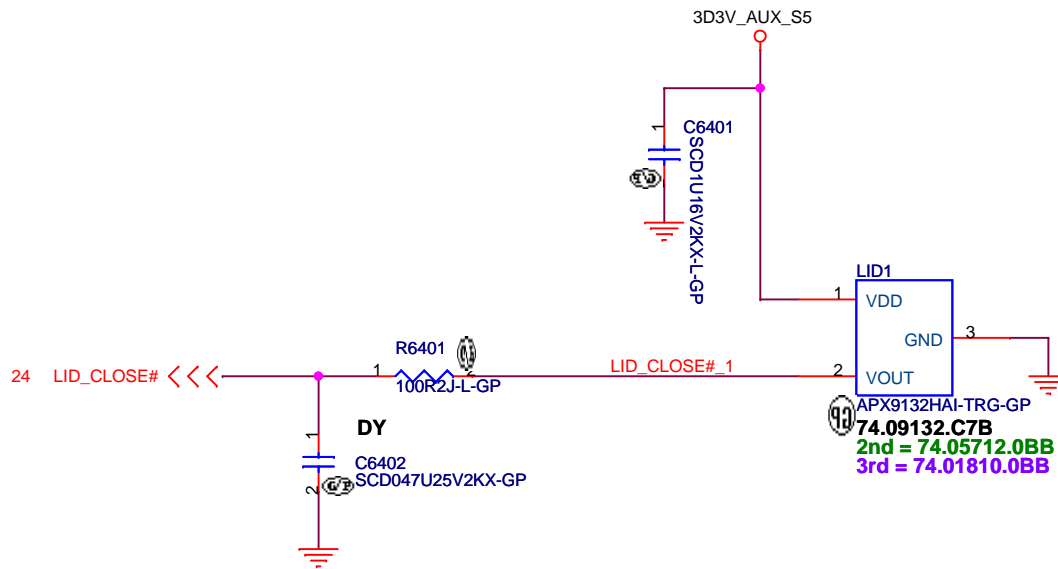 3D3V_AUX_S5
1
C6401
SCD1U16V2KX-L-GP
LID1
1
VDD
GND
3
2
VOUT
APX9132HAI-TRG-GP
74.09132.C7B
2nd = 74.05712.0BB
3rd = 74.01810.0BB
24 LID_CLOSE#
1
R6401
2
100R2J-L-GP
LID_CLOSE#_1
DY
1
C6402
SCD047U25V2KX-GP
2